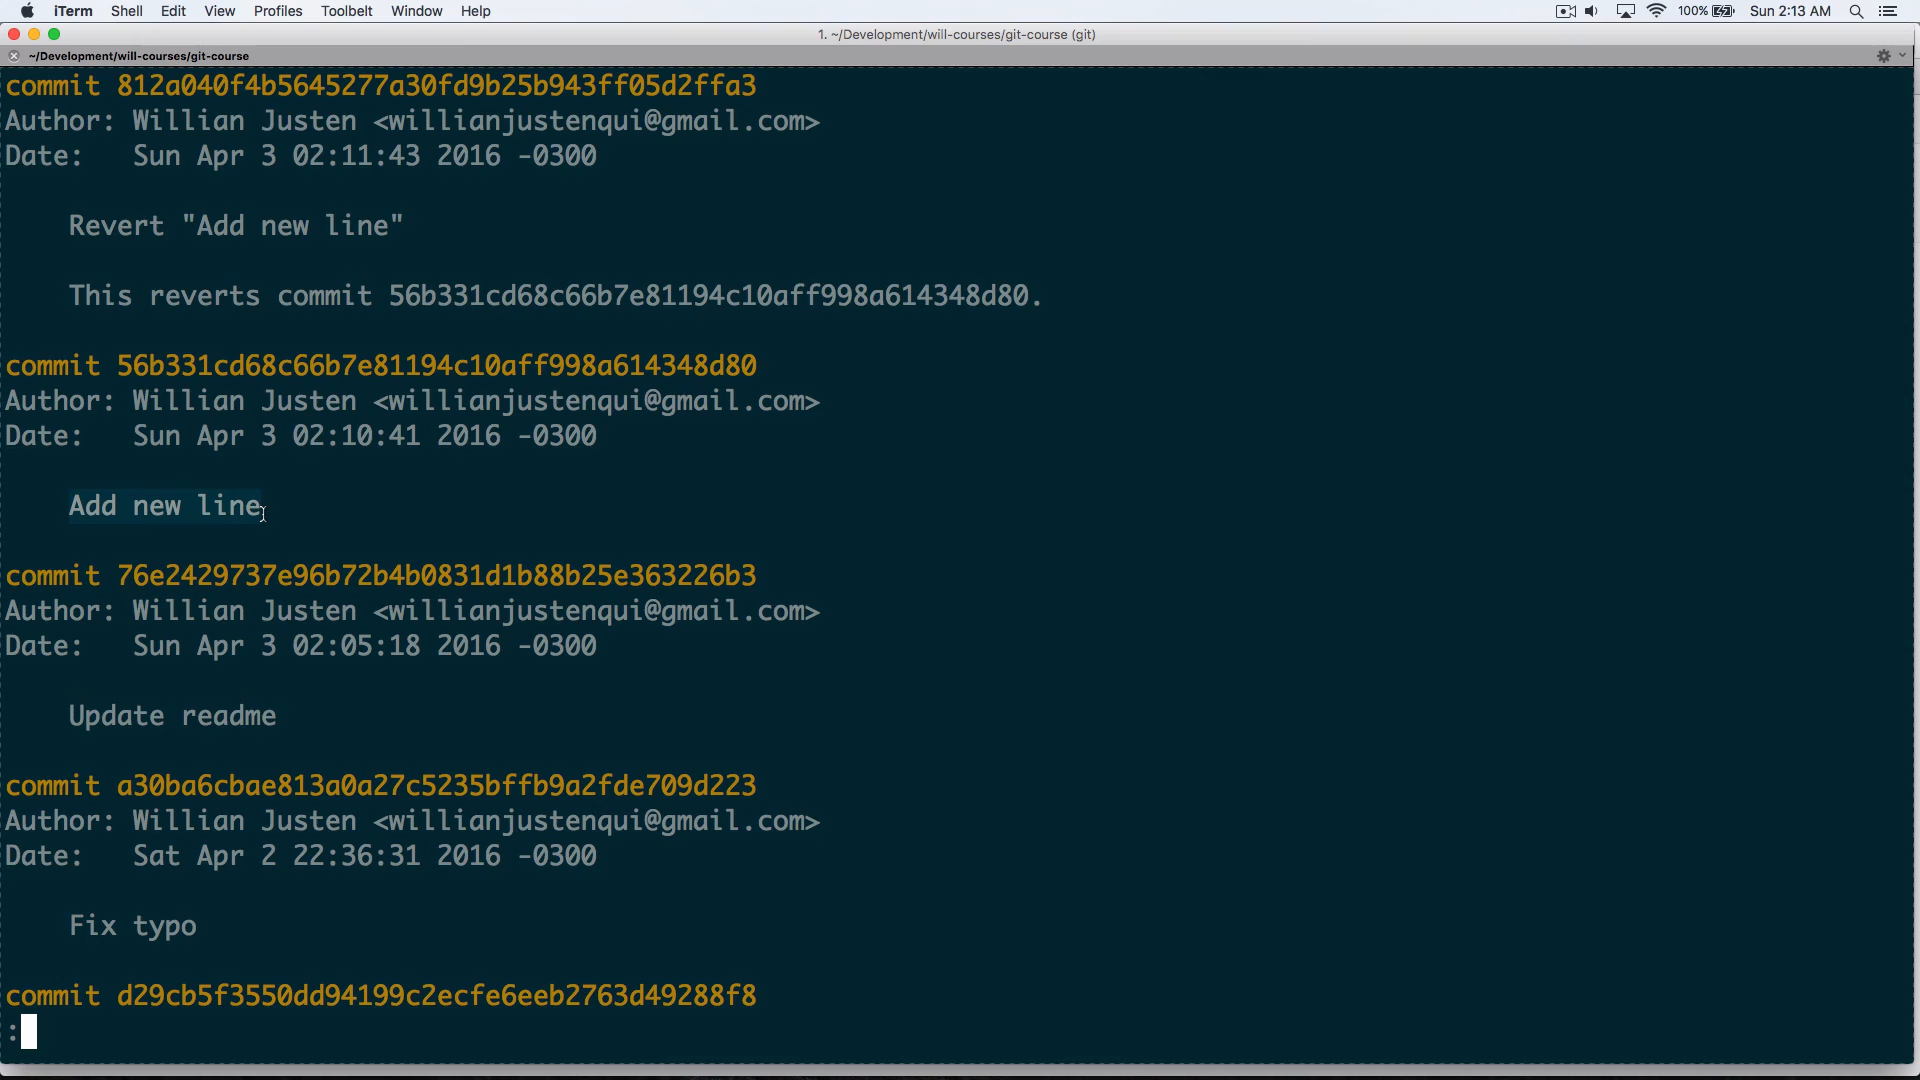 iTerm Shell Edit View Profiles Toolbelt Window Help 100% Sun 2:13 AM
1. ~/Development/will-courses/git-course (git)
~/Development/will-courses/git-course
commit 812a040f4b5645277a30fd9b25b943ff05d2ffa3
Author: Willian Justen <willianjustenqui@gmail.com>
Date:   Sun Apr 3 02:11:43 2016 -0300
Revert "Add new line"
This reverts commit 56b331cd68c66b7e81194c10aff998a614348d80.
commit 56b331cd68c66b7e81194c10aff998a614348d80
Author: Willian Justen <willianjustenqui@gmail.com>
Date:   Sun Apr 3 02:10:41 2016 -0300
Add new line
commit 76e2429737e96b72b4b0831d1b88b25e363226b3
Author: Willian Justen <willianjustenqui@gmail.com>
Date:   Sun Apr 3 02:05:18 2016 -0300
Update readme
commit a30ba6cbae813a0a27c5235bffb9a2fde709d223
Author: Willian Justen <willianjustenqui@gmail.com>
Date:   Sat Apr 2 22:36:31 2016 -0300
Fix typo
commit d29cb5f3550dd94199c2ecfe6eeb2763d49288f8
: